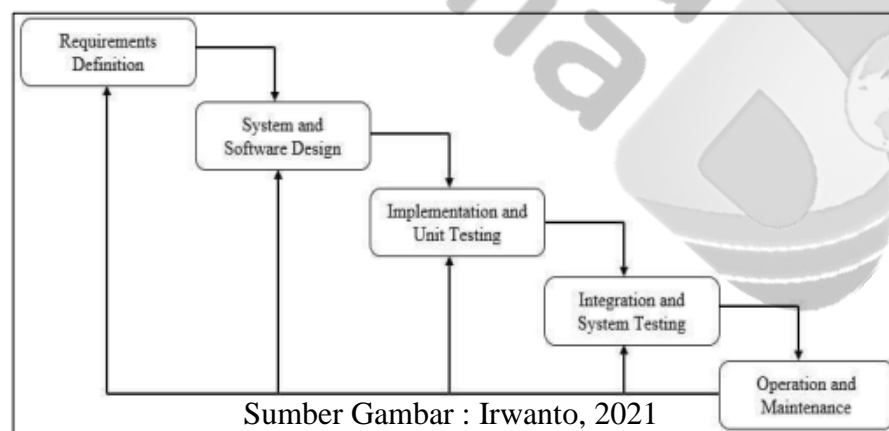 Requirements
Definition
System and
Software Design
Implementation and
Unit Testing
Integration and
System Testing
Operation and
Maintenance
Sumber Gambar : Irwanto, 2021